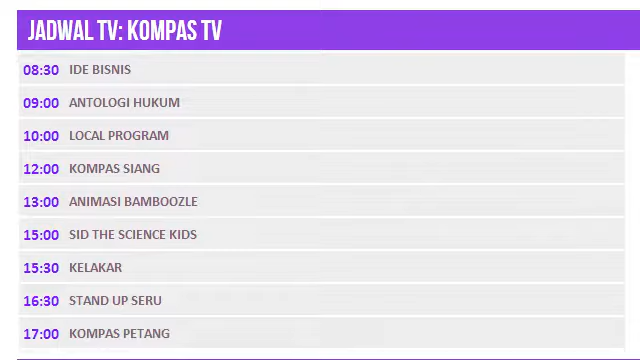 JADWAL TV: KOMPAS TV
08:30 IDE BISNIS
09:00 ANTOLOGI HUKUM
10:00 LOCAL PROGRAM
12:00 KOMPAS SIANG
13:00 ANIMASI BAMBOOZLE
15:00 SID THE SCIENCE KIDS
15:30 KELAKAR
16:30 STAND UP SERU
17:00 KOMPAS PETANG